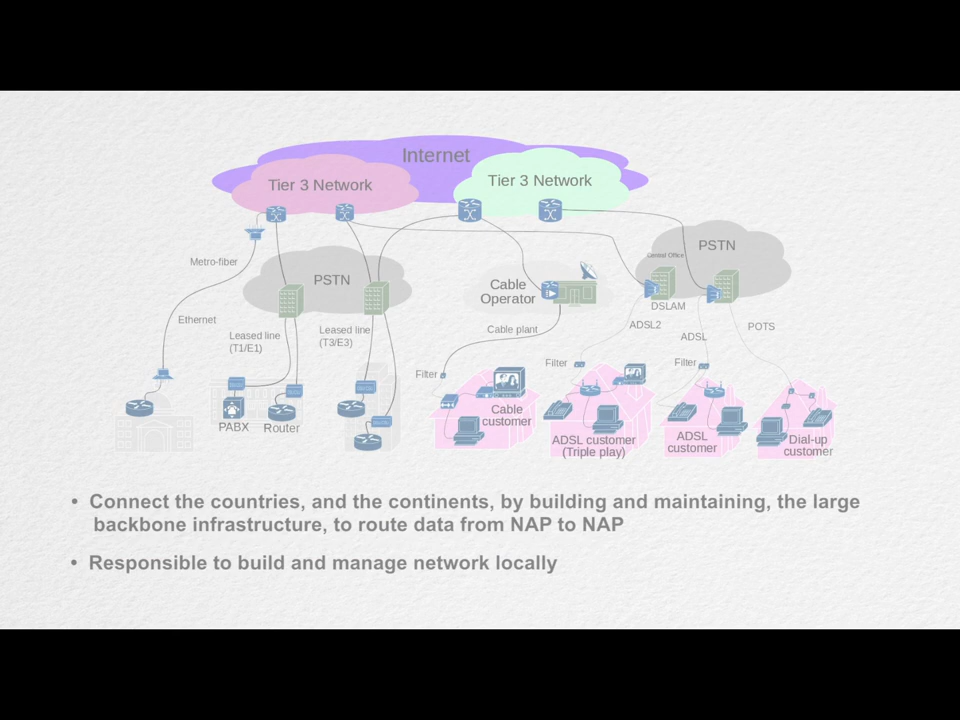 Internet
Tier 3 Network
Tier 3 Network
PSTN
Central Office
Metro-fiber
PSTN
Cable
Operator
DSLAM
Ethernet
Leased line
(T1/E1)
Leased line
(T3/E3)
Cable plant
ADSL2
ADSL
POTS
Filter
Filter
Filter
PABX
Router
Cable
customer
ADSL customer
(Triple play)
ADSL
customer
Dial-up
customer
• Connect the countries, and the continents, by building and maintaining, the large
backbone infrastructure, to route data from NAP to NAP
• Responsible to build and manage network locally